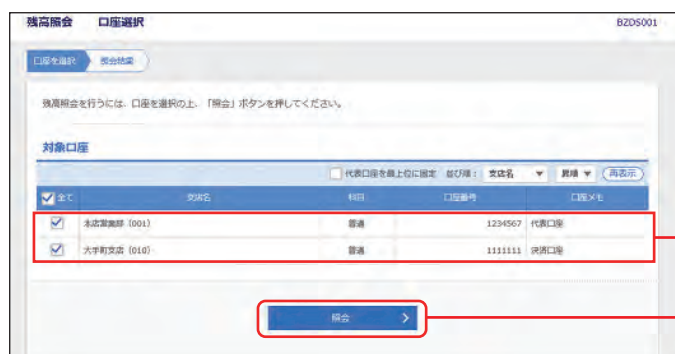 残高照会 口座選択 BZDS001
口座を選択 照会結果
残高照会を行うには、口座を選択の上、「照会」ボタンを押してください。
対象口座
代表口座を最上位に固定 並び順： 支店名 昇順 再表示
全て 支店名 科目 口座番号 口座メモ
本店営業部（001） 普通 1234567 代表口座
大手町支店（010） 普通 1111111 決済口座
照会